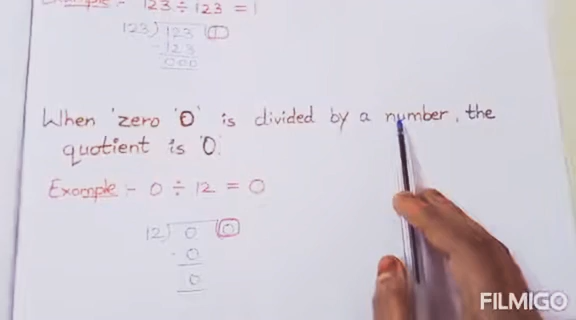 Example :- 123 ÷ 123 = 1
123) 123 (1
- 123
000
When 'zero '0' is divided by a number, the
quotient is '0'.
Example :- 0 ÷ 12 = 0
12) 0 (0
- 0
0
FILMIGO